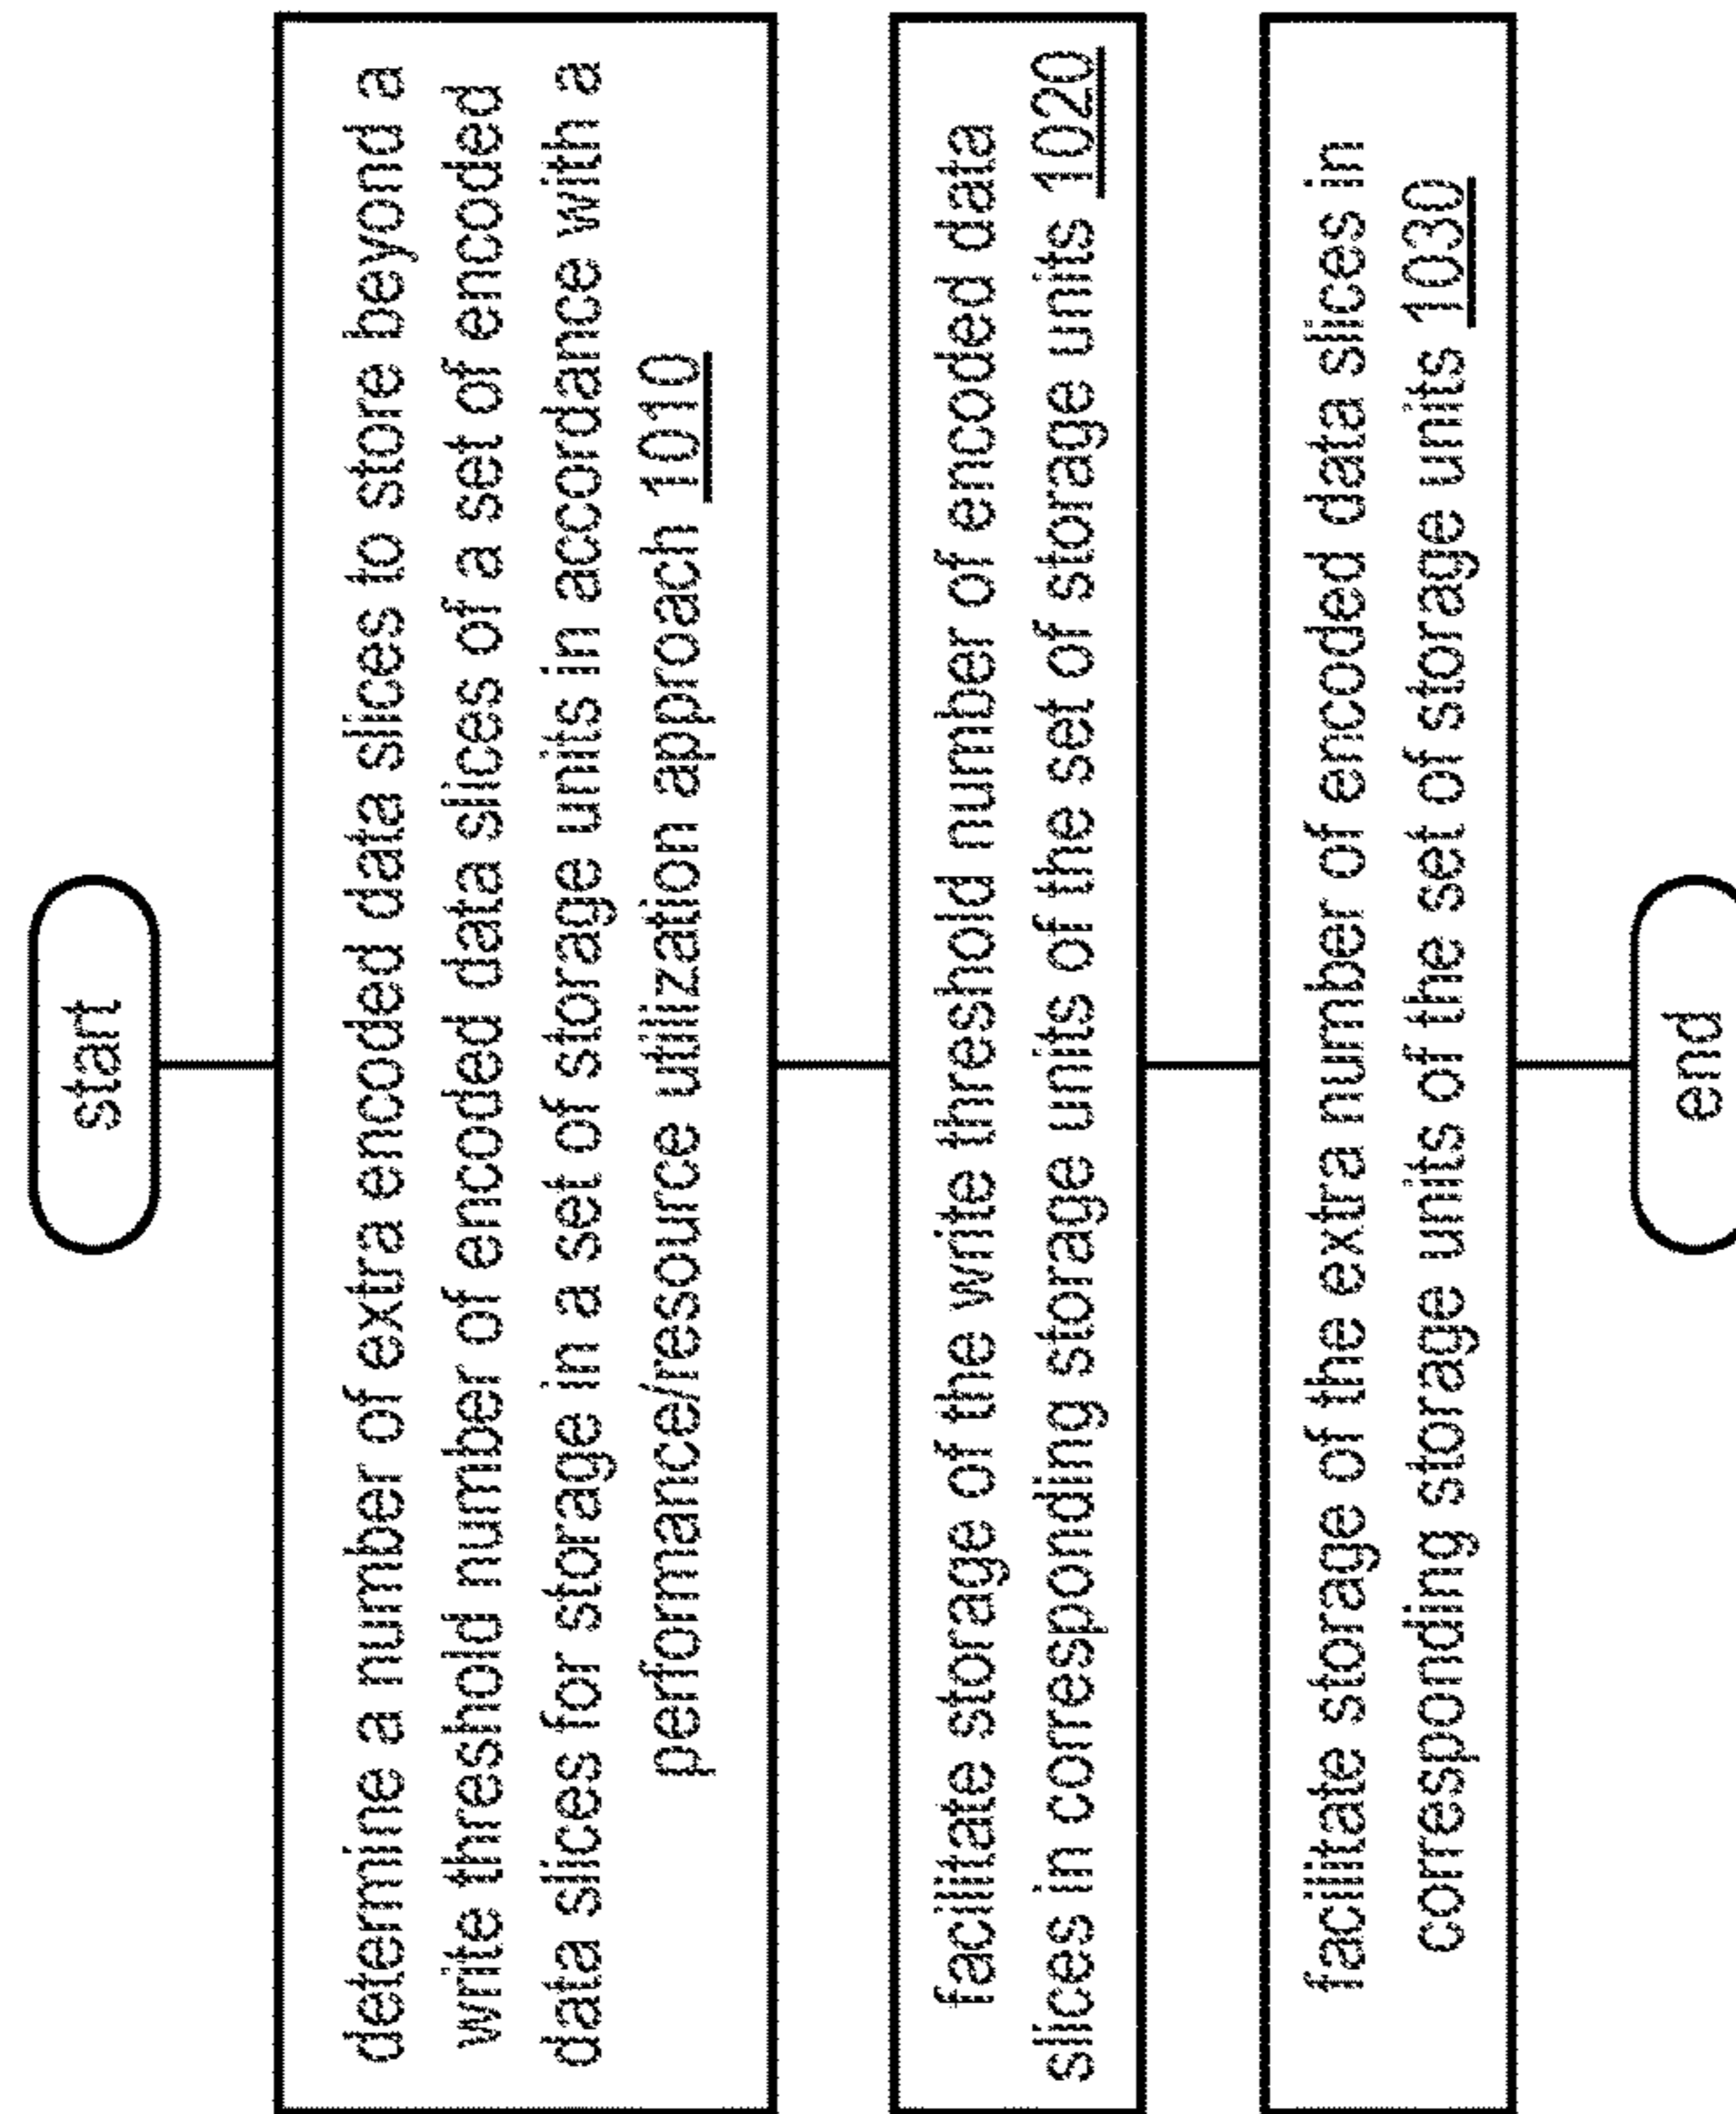 start
determine a number of extra encoded data slices to store beyond a
write threshold number of encoded data slices of a set of encoded
data slices for storage in a set of storage units in accordance with a
performance/resource utilization approach 1010
facilitate storage of the write threshold number of encoded data
slices in corresponding storage units of the set of storage units 1020
facilitate storage of the extra number of encoded data slices in
corresponding storage units of the set of storage units 1030
end